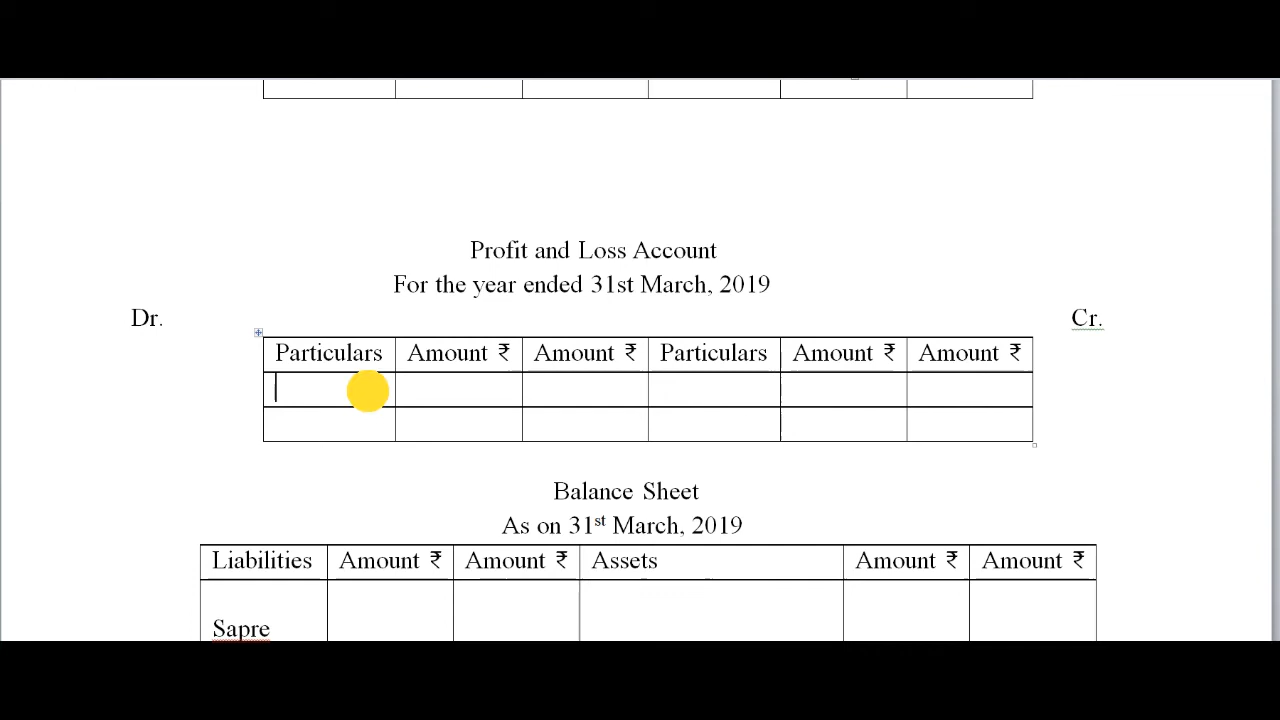 Profit and Loss Account
For the year ended 31st March, 2019
Dr. Cr.
Particulars Amount ₹ Amount ₹ Particulars Amount ₹ Amount ₹
Balance Sheet
As on 31st March, 2019
Liabilities Amount ₹ Amount ₹ Assets Amount ₹ Amount ₹
Sapre